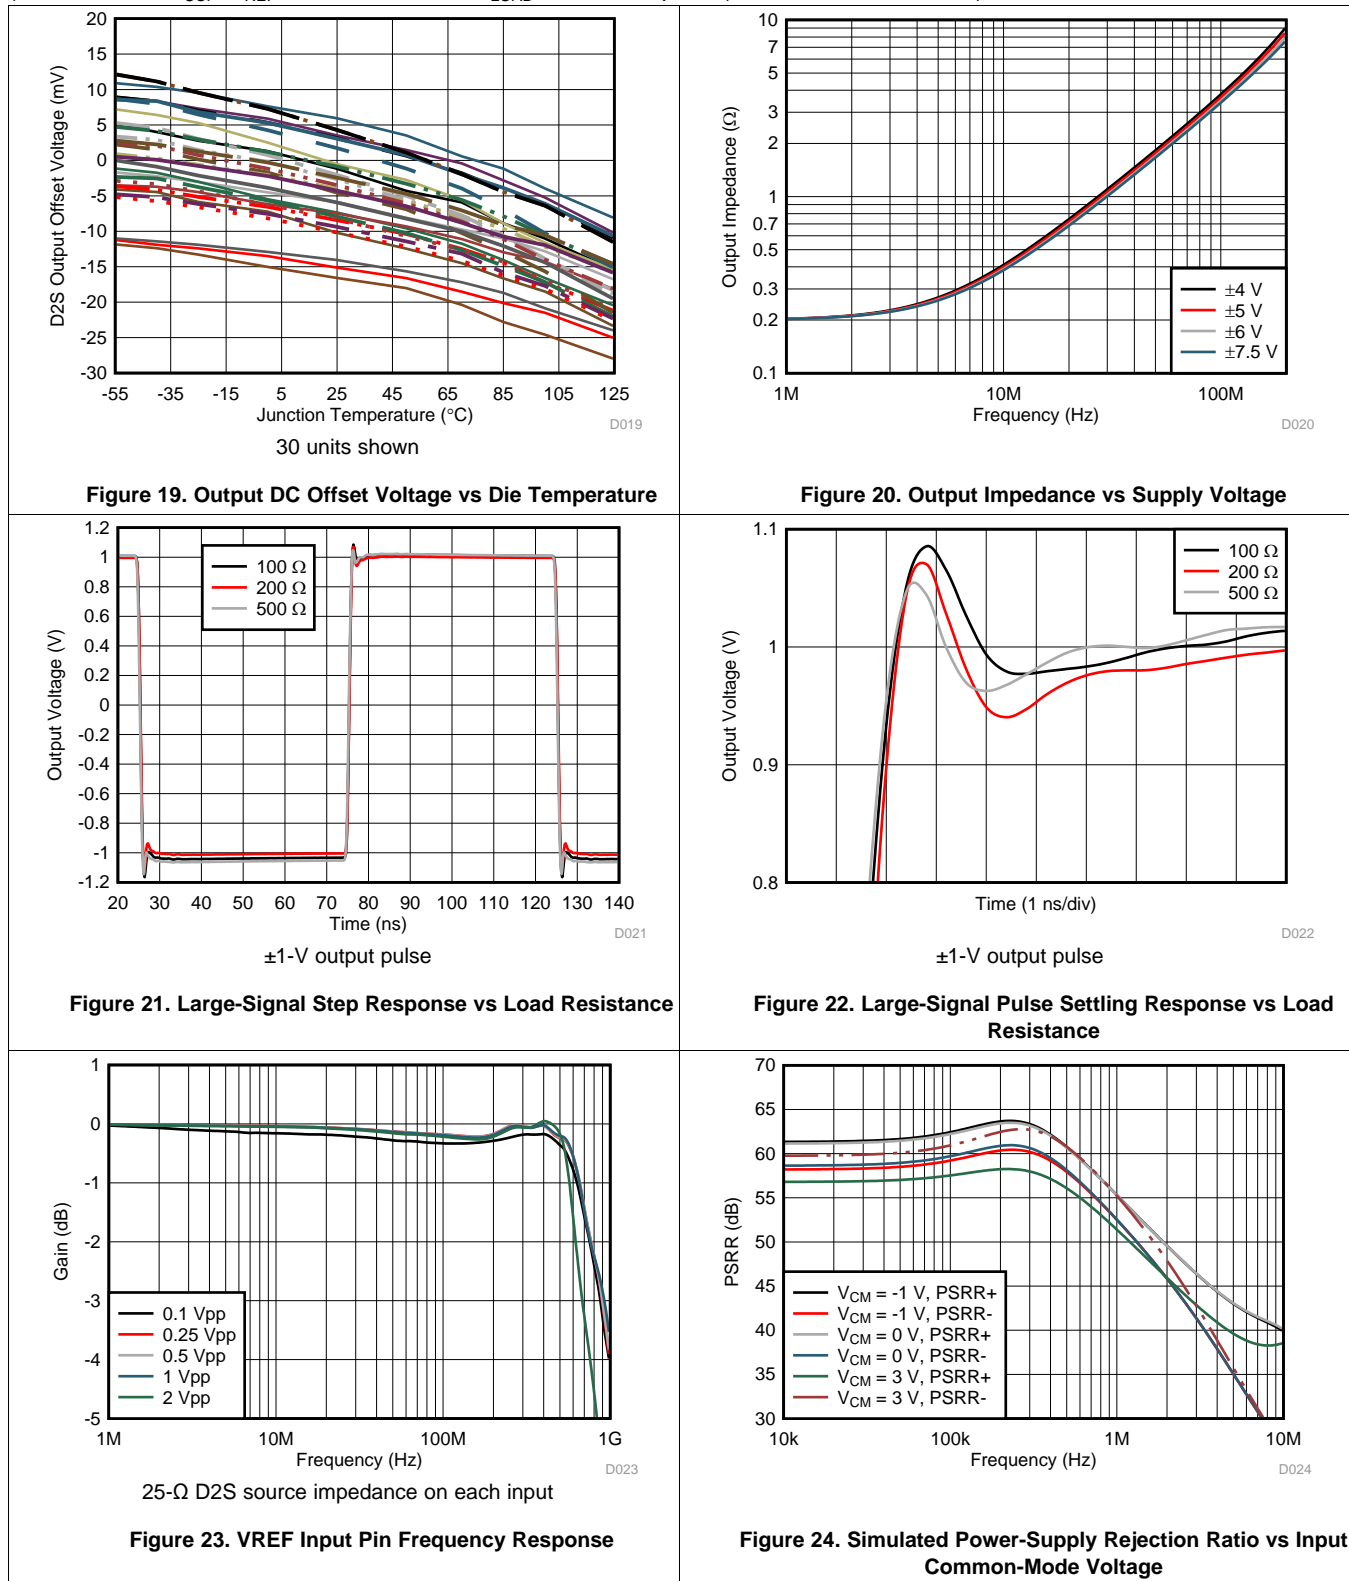 20
15
10
5
0
-5
-10
-15
-20
-25
-30
D2S Output Offset Voltage (mV)
-55 -35 -15 5 25 45 65 85 105 125
Junction Temperature (°C)
D019
30 units shown
Figure 19. Output DC Offset Voltage vs Die Temperature
10
7
5
3
2
1
0.7
0.5
0.3
0.2
0.1
Output Impedance (Ω)
±4 V
±5 V
±6 V
±7.5 V
1M 10M 100M
Frequency (Hz)
D020
Figure 20. Output Impedance vs Supply Voltage
1.2
1
0.8
0.6
0.4
0.2
0
-0.2
-0.4
-0.6
-0.8
-1
-1.2
Output Voltage (V)
100 Ω
200 Ω
500 Ω
20 30 40 50 60 70 80 90 100 110 120 130 140
Time (ns)
D021
±1-V output pulse
Figure 21. Large-Signal Step Response vs Load Resistance
1.1
1
0.9
0.8
Output Voltage (V)
100 Ω
200 Ω
500 Ω
Time (1 ns/div)
D022
±1-V output pulse
Figure 22. Large-Signal Pulse Settling Response vs Load
Resistance
1
0
-1
-2
-3
-4
-5
Gain (dB)
0.1 Vpp
0.25 Vpp
0.5 Vpp
1 Vpp
2 Vpp
1M 10M 100M 1G
Frequency (Hz)
D023
25-Ω D2S source impedance on each input
Figure 23. VREF Input Pin Frequency Response
70
65
60
55
50
45
40
35
30
PSRR (dB)
VCM = -1 V, PSRR+
VCM = -1 V, PSRR-
VCM = 0 V, PSRR+
VCM = 0 V, PSRR-
VCM = 3 V, PSRR+
VCM = 3 V, PSRR-
10k 100k 1M 10M
Frequency (Hz)
D024
Figure 24. Simulated Power-Supply Rejection Ratio vs Input
Common-Mode Voltage